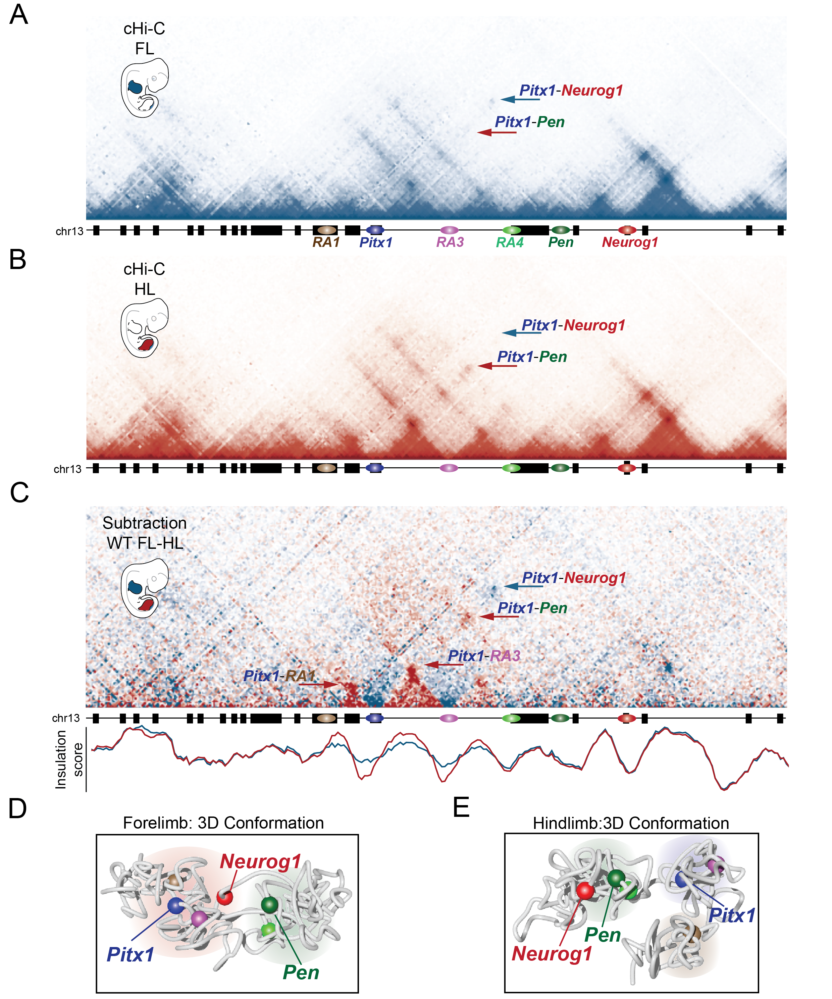 A
cHi-C
FL
Pitx1-Neurog1
Pitx1-Pen
chr13
RA1 Pitx1 RA3 RA4 Pen Neurog1
B
cHi-C
HL
Pitx1-Neurog1
Pitx1-Pen
chr13
C
Subtraction
WT FL-HL
Pitx1-Neurog1
Pitx1-Pen
Pitx1-RA3
Pitx1-RA1
chr13
Insulation
score
D
Forelimb: 3D Conformation
Neurog1
Pitx1
Pen
E
Hindlimb:3D Conformation
Pitx1
Pen
Neurog1